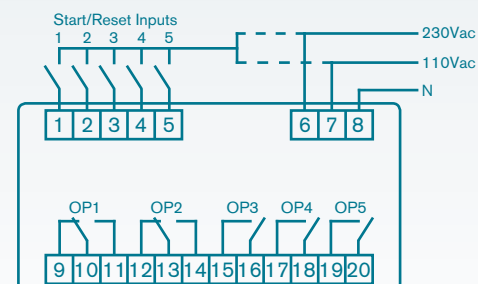 Start/Reset Inputs
1 2 3 4 5
230Vac
110Vac
N
1 2 3 4 5 6 7 8
OP1 OP2 OP3 OP4 OP5
9 10 11 12 13 14 15 16 17 18 19 20